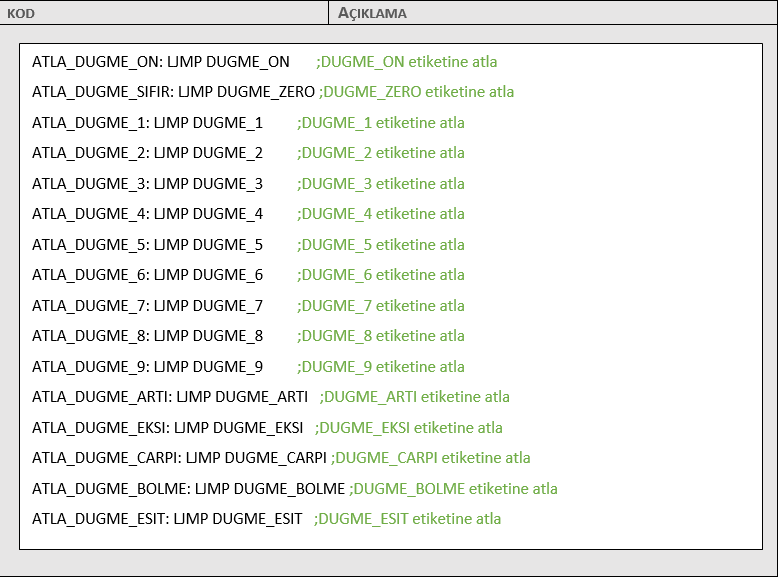 KOD AÇIKLAMA
ATLA_DUGME_ON: LJMP DUGME_ON ;DUGME_ON etiketine atla
ATLA_DUGME_SIFIR: LJMP DUGME_ZERO ;DUGME_ZERO etiketine atla
ATLA_DUGME_1: LJMP DUGME_1 ;DUGME_1 etiketine atla
ATLA_DUGME_2: LJMP DUGME_2 ;DUGME_2 etiketine atla
ATLA_DUGME_3: LJMP DUGME_3 ;DUGME_3 etiketine atla
ATLA_DUGME_4: LJMP DUGME_4 ;DUGME_4 etiketine atla
ATLA_DUGME_5: LJMP DUGME_5 ;DUGME_5 etiketine atla
ATLA_DUGME_6: LJMP DUGME_6 ;DUGME_6 etiketine atla
ATLA_DUGME_7: LJMP DUGME_7 ;DUGME_7 etiketine atla
ATLA_DUGME_8: LJMP DUGME_8 ;DUGME_8 etiketine atla
ATLA_DUGME_9: LJMP DUGME_9 ;DUGME_9 etiketine atla
ATLA_DUGME_ARTI: LJMP DUGME_ARTI ;DUGME_ARTI etiketine atla
ATLA_DUGME_EKSI: LJMP DUGME_EKSI ;DUGME_EKSI etiketine atla
ATLA_DUGME_CARPI: LJMP DUGME_CARPI ;DUGME_CARPI etiketine atla
ATLA_DUGME_BOLME: LJMP DUGME_BOLME ;DUGME_BOLME etiketine atla
ATLA_DUGME_ESIT: LJMP DUGME_ESIT ;DUGME_ESIT etiketine atla